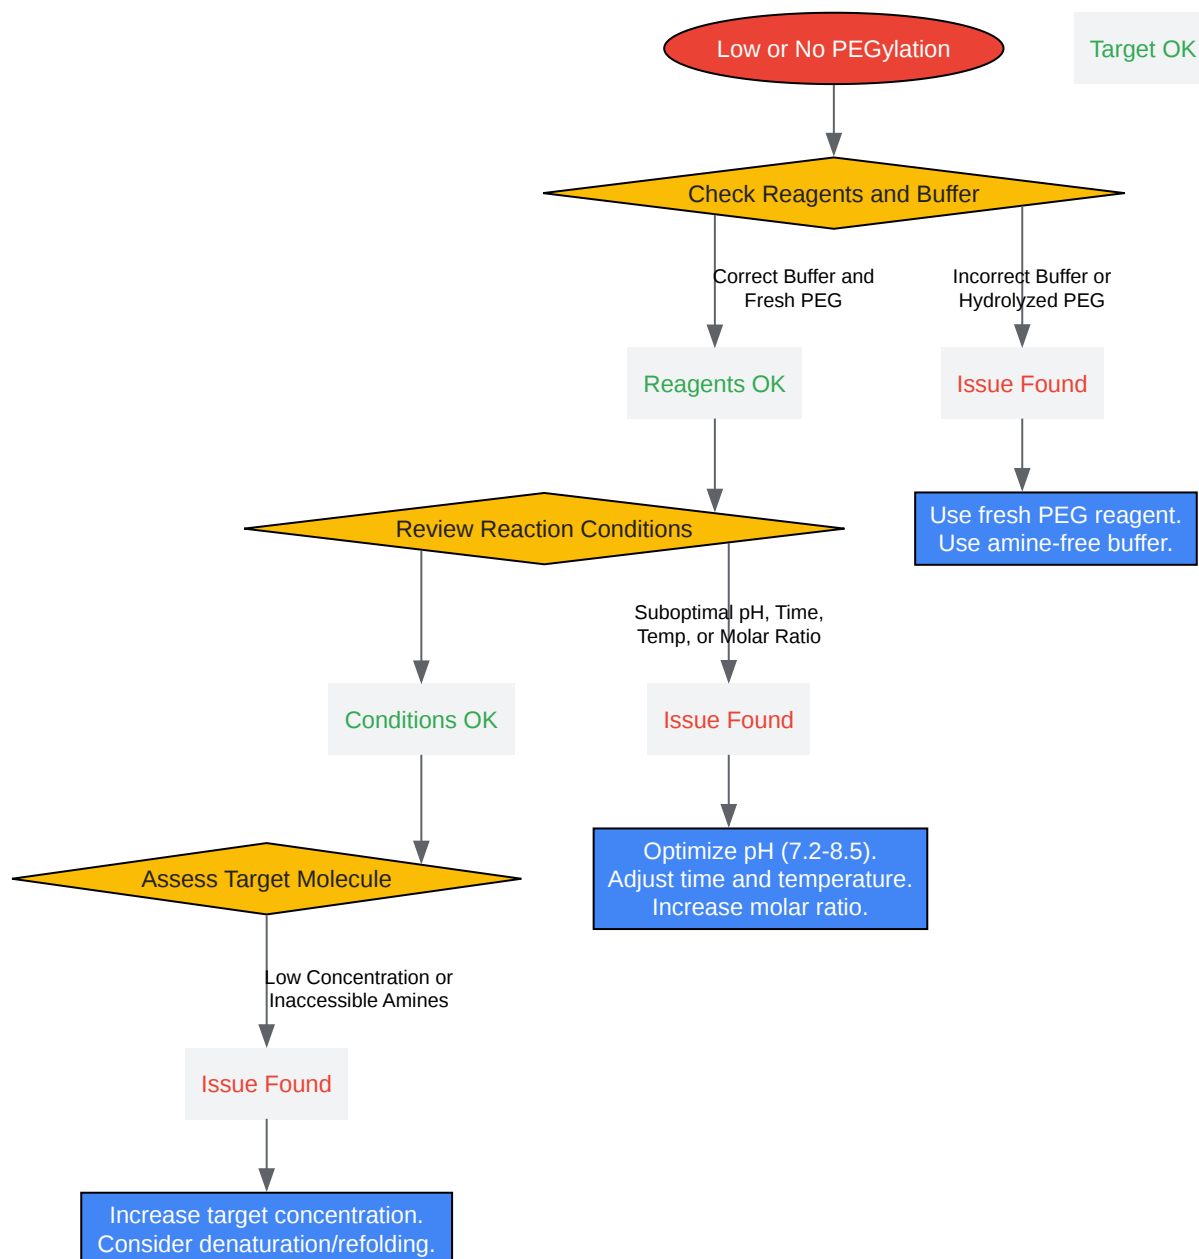 Low or No PEGylation
Target OK
Check Reagents and Buffer
Correct Buffer and
Fresh PEG
Incorrect Buffer or
Hydrolyzed PEG
Reagents OK
Issue Found
Use fresh PEG reagent.
Use amine-free buffer.
Review Reaction Conditions
Suboptimal pH, Time,
Temp, or Molar Ratio
Conditions OK
Issue Found
Optimize pH (7.2-8.5).
Adjust time and temperature.
Increase molar ratio.
Assess Target Molecule
Low Concentration or
Inaccessible Amines
Issue Found
Increase target concentration.
Consider denaturation/refolding.